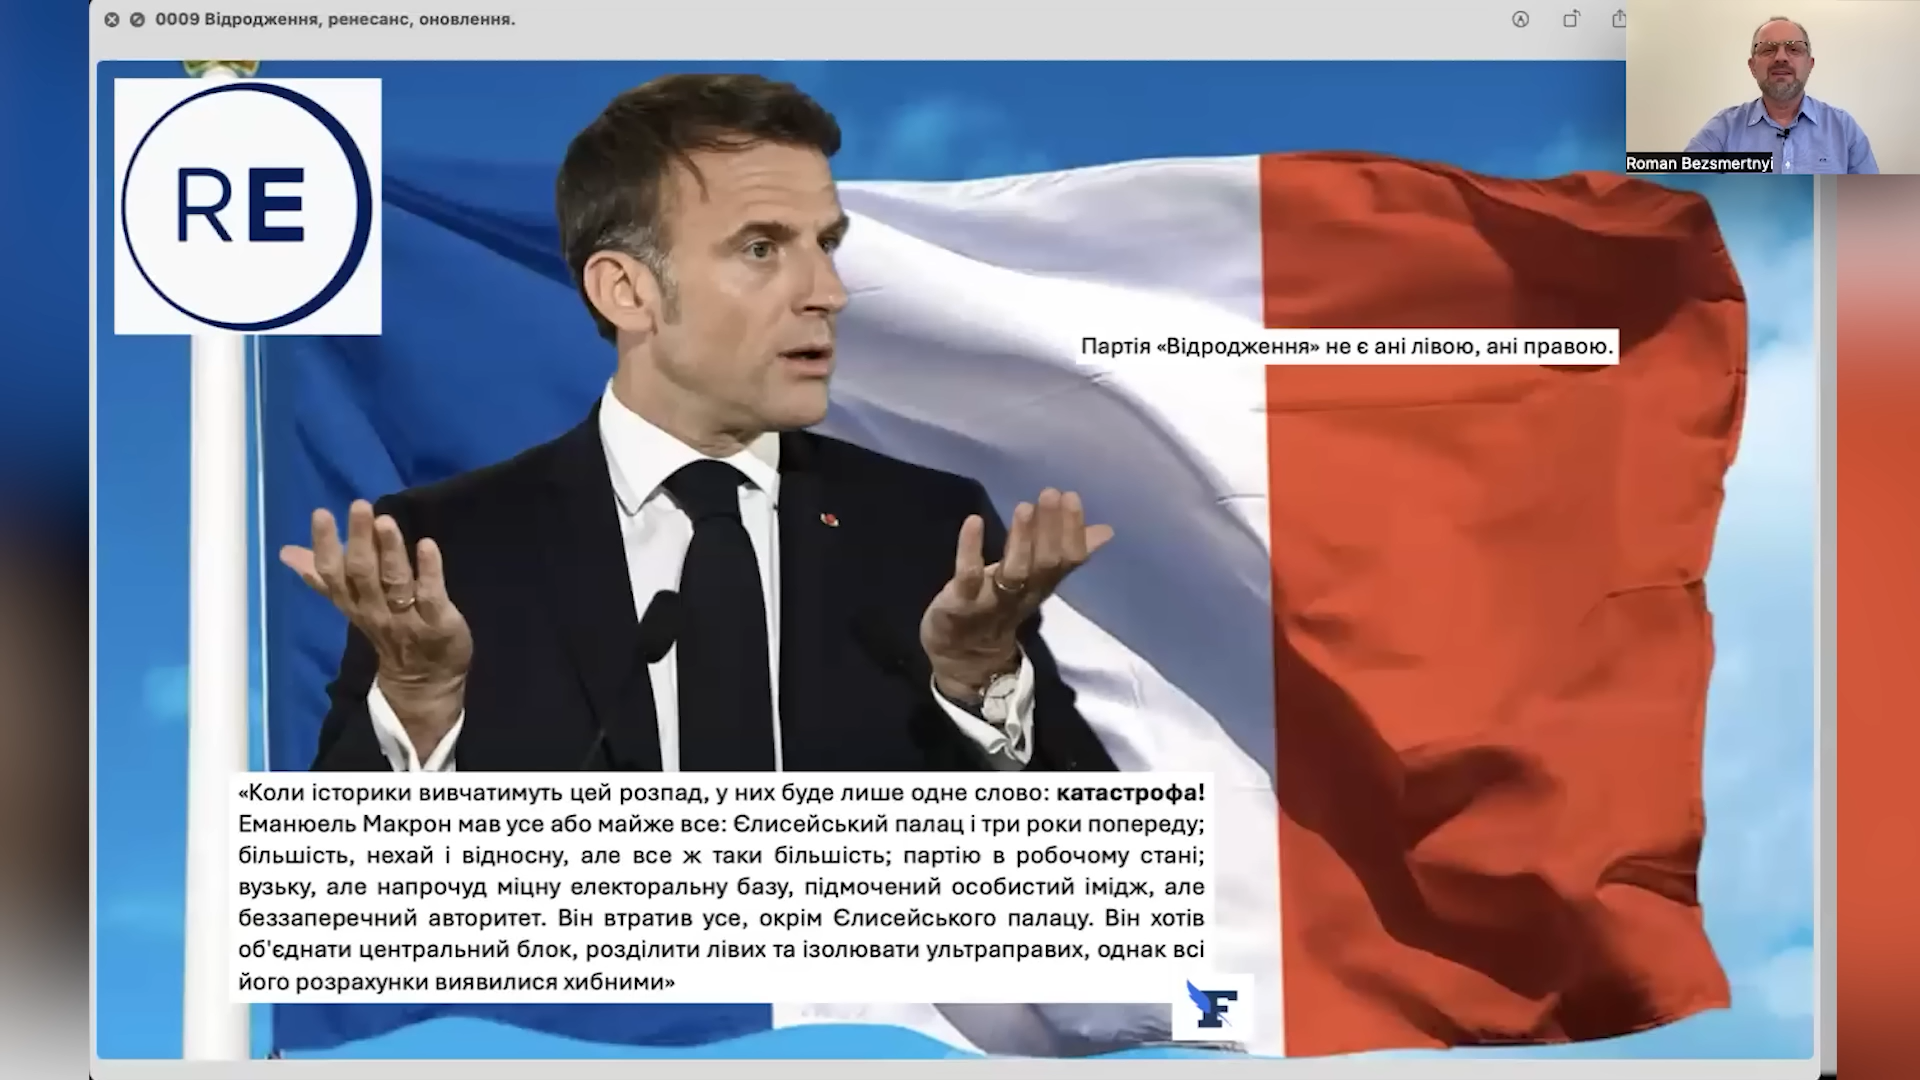 0009 Відродження, ренесанс, оновлення.
Roman Bezsmertnyi
RE
Партія «Відродження» не є ані лівою, ані правою.
«Коли історики вивчатимуть цей розпад, у них буде лише одне слово: катастрофа!
Еманюель Макрон мав усе або майже все: Єлисейський палац і три роки попереду;
більшість, нехай і відносну, але все ж таки більшість; партію в робочому стані;
вузьку, але напрочуд міцну електоральну базу, підмочений особистий імідж, але
беззаперечний авторитет. Він втратив усе, окрім Єлисейського палацу. Він хотів
об'єднати центральний блок, розділити лівих та ізолювати ультраправих, однак всі
його розрахунки виявилися хибними»
F